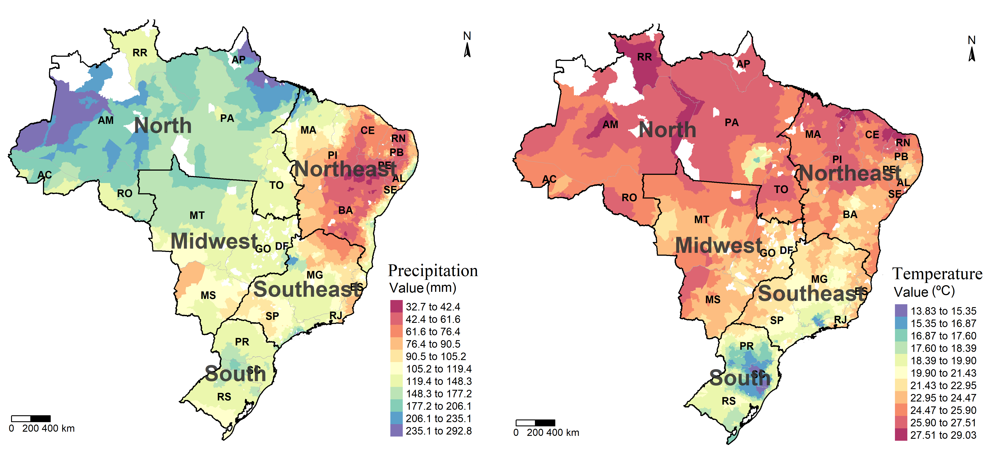 N
RR
AP
AM
North
PA
MA
CE
RN
PI
PB
PE
Northeast
AC
AL
TO
SE
RO
BA
MT
Midwest
GO
DF
MG
Southeast
ES
MS
SP
RJ
PR
SC
South
RS
Precipitation
Value (mm)
32.7 to 42.4
42.4 to 61.6
61.6 to 76.4
76.4 to 90.5
90.5 to 105.2
105.2 to 119.4
119.4 to 148.3
148.3 to 177.2
177.2 to 206.1
206.1 to 235.1
235.1 to 292.8
0 200 400 km
N
RR
AP
AM
North
PA
MA
CE
RN
PI
PB
PE
Northeast
AC
AL
TO
SE
RO
BA
MT
Midwest
GO
DF
MG
Southeast
ES
MS
SP
RJ
PR
SC
South
RS
Temperature
Value (ºC)
13.83 to 15.35
15.35 to 16.87
16.87 to 17.60
17.60 to 18.39
18.39 to 19.90
19.90 to 21.43
21.43 to 22.95
22.95 to 24.47
24.47 to 25.90
25.90 to 27.51
27.51 to 29.03
0 200 400 km